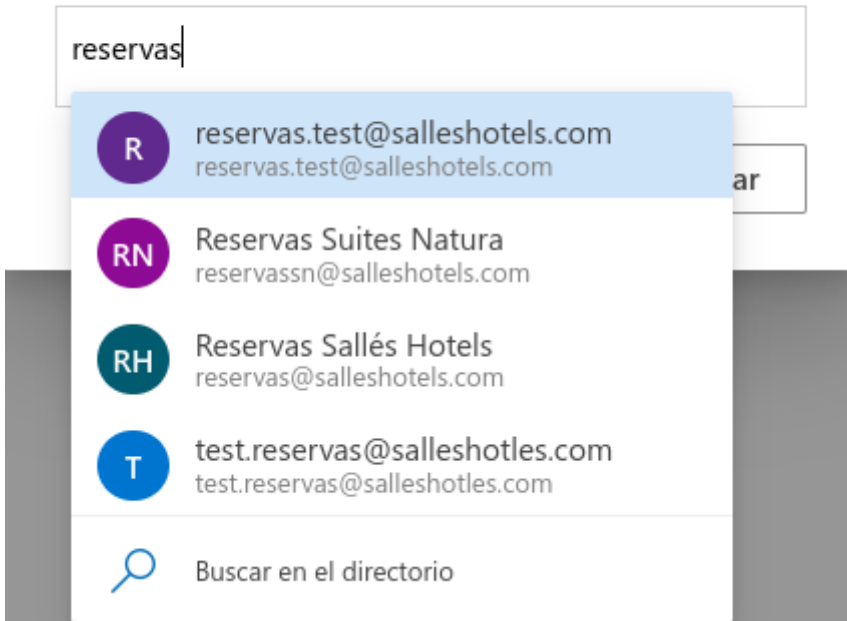 reservas
R
reservas.test@salleshotels.com
reservas.test@salleshotels.com
ar
RN
Reservas Suites Natura
reservassn@salleshotels.com
RH
Reservas Sallés Hotels
reservas@salleshotels.com
T
test.reservas@salleshotles.com
test.reservas@salleshotles.com
Buscar en el directorio